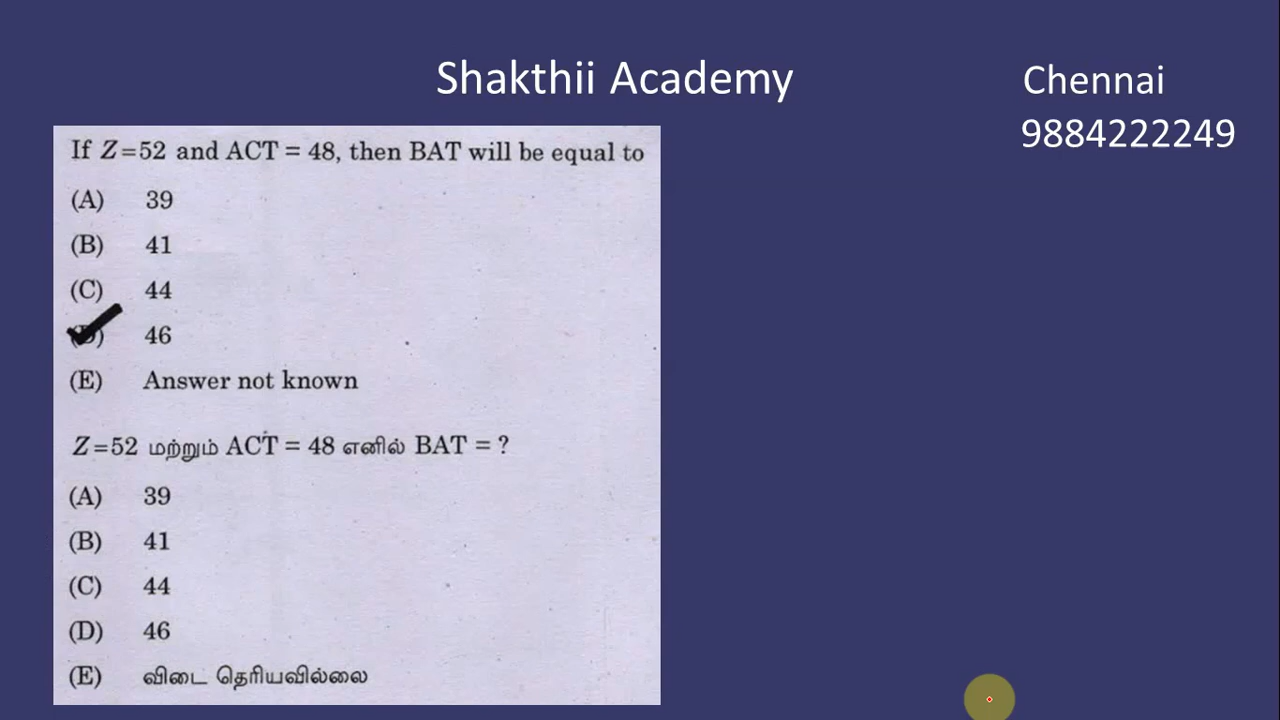 Shakthii Academy
Chennai
9884222249
If Z=52 and ACT = 48, then BAT will be equal to
(A) 39
(B) 41
(C) 44
(D) 46
(E) Answer not known
Z=52 மற்றும் ACT = 48 எனில் BAT = ?
(A) 39
(B) 41
(C) 44
(D) 46
(E) விடை தெரியவில்லை